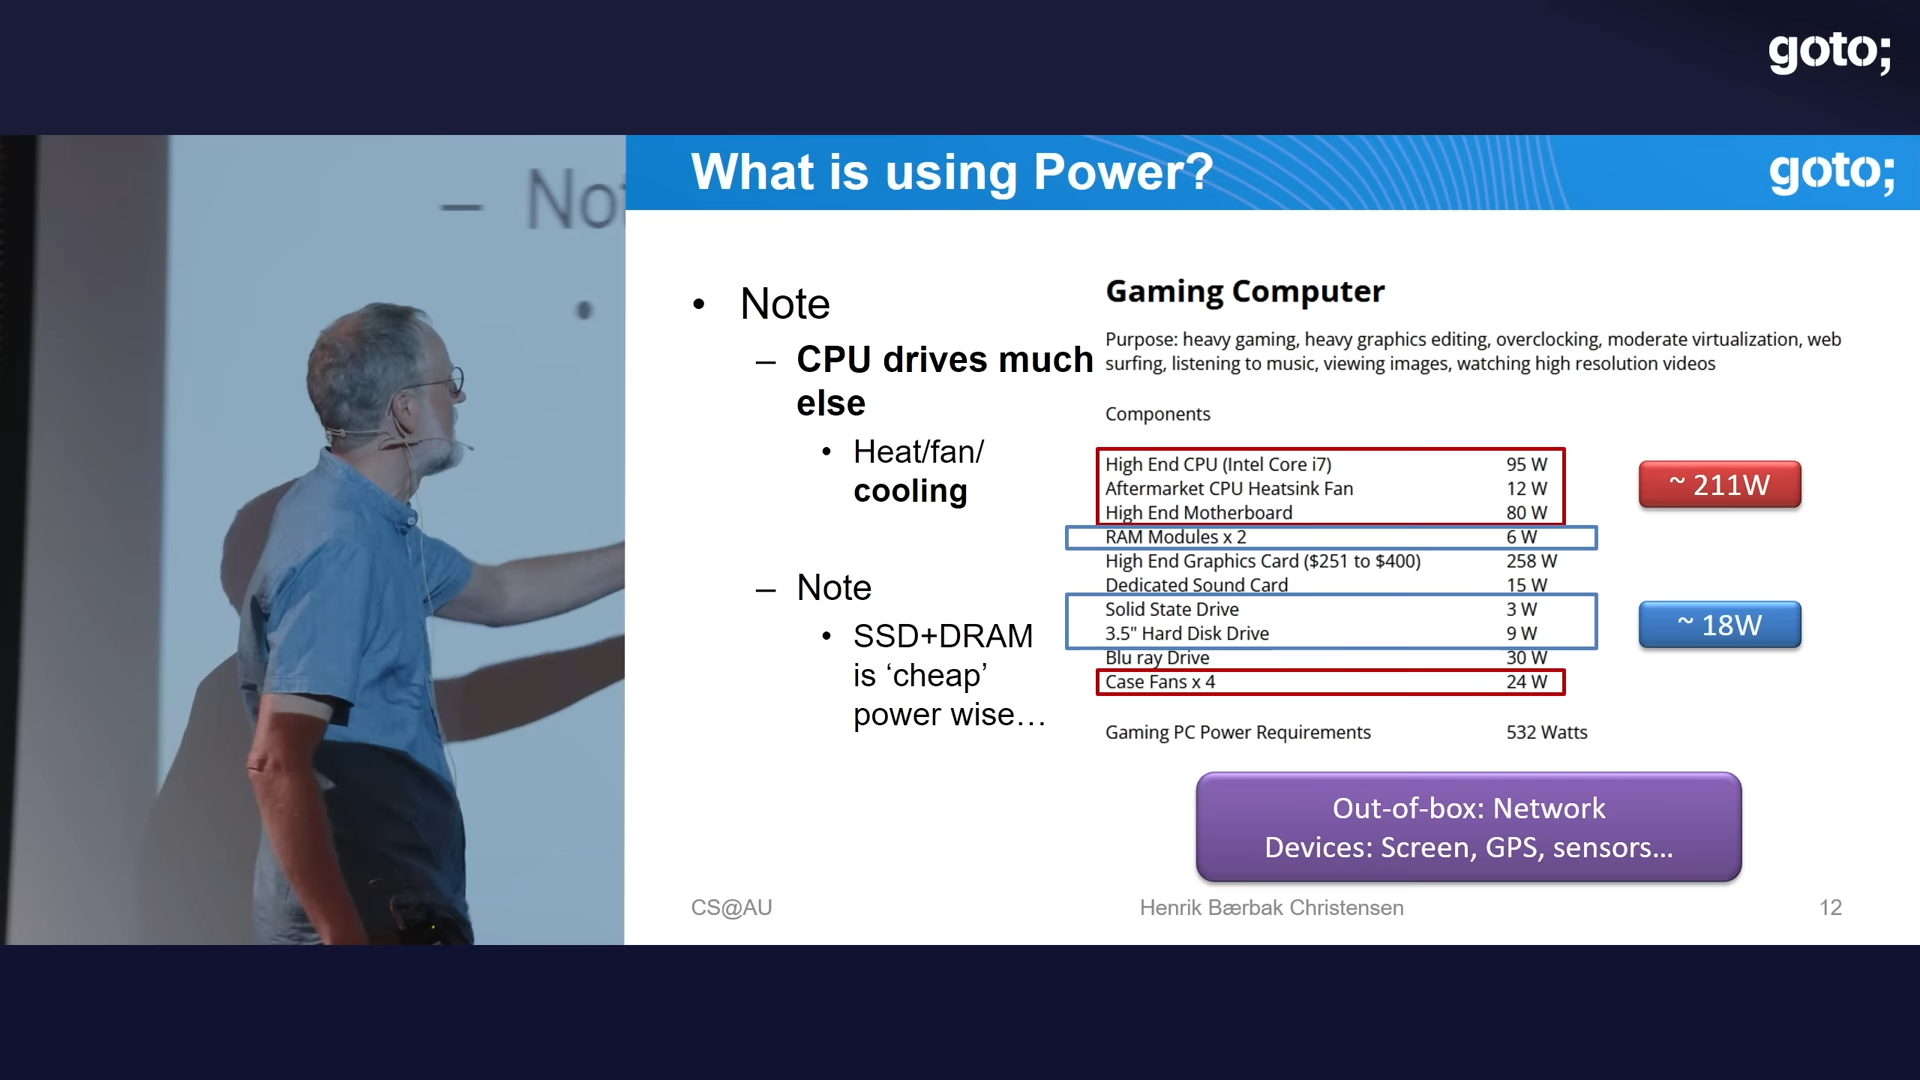 goto;
– No
•
What is using Power?
goto;
• Note
– CPU drives much
else
• Heat/fan/
cooling
– Note
• SSD+DRAM
is ‘cheap’
power wise…
Gaming Computer
Purpose: heavy gaming, heavy graphics editing, overclocking, moderate virtualization, web
surfing, listening to music, viewing images, watching high resolution videos
Components
High End CPU (Intel Core i7) 95 W
Aftermarket CPU Heatsink Fan 12 W
High End Motherboard 80 W
RAM Modules x 2 6 W
High End Graphics Card ($251 to $400) 258 W
Dedicated Sound Card 15 W
Solid State Drive 3 W
3.5" Hard Disk Drive 9 W
Blu ray Drive 30 W
Case Fans x 4 24 W
Gaming PC Power Requirements 532 Watts
~ 211W
~ 18W
Out-of-box: Network
Devices: Screen, GPS, sensors…
CS@AU
Henrik Bærbak Christensen
12